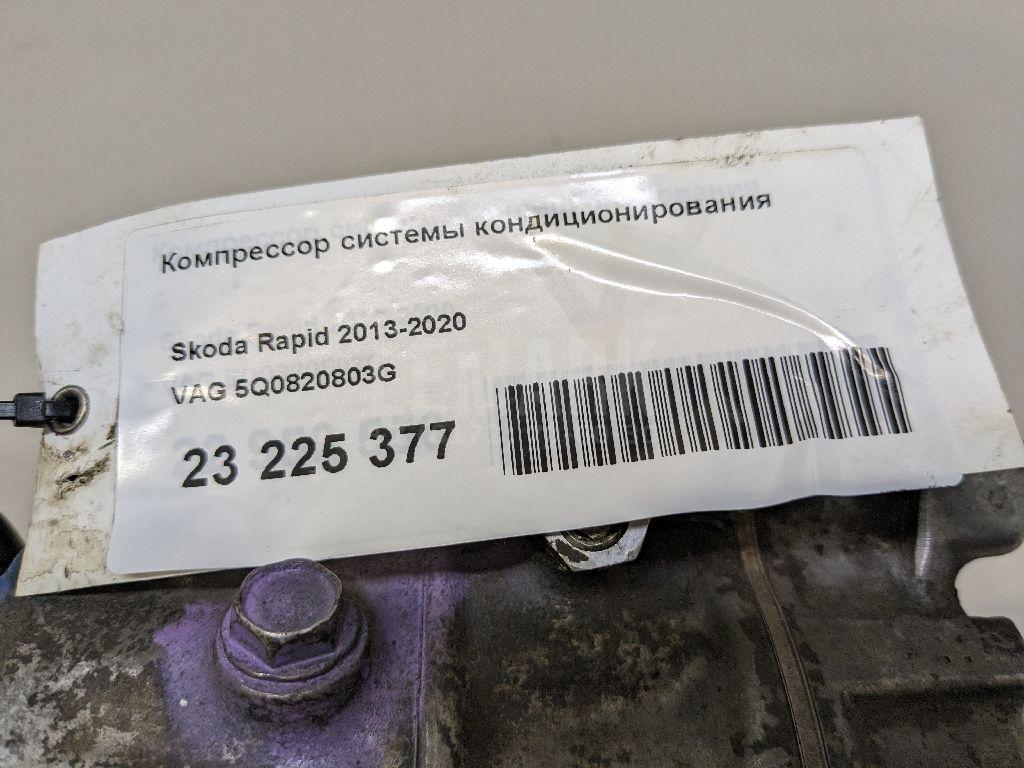 Компрессор системы кондиционирования
Skoda Rapid 2013-2020
VAG 5Q0820803G
23 225 377